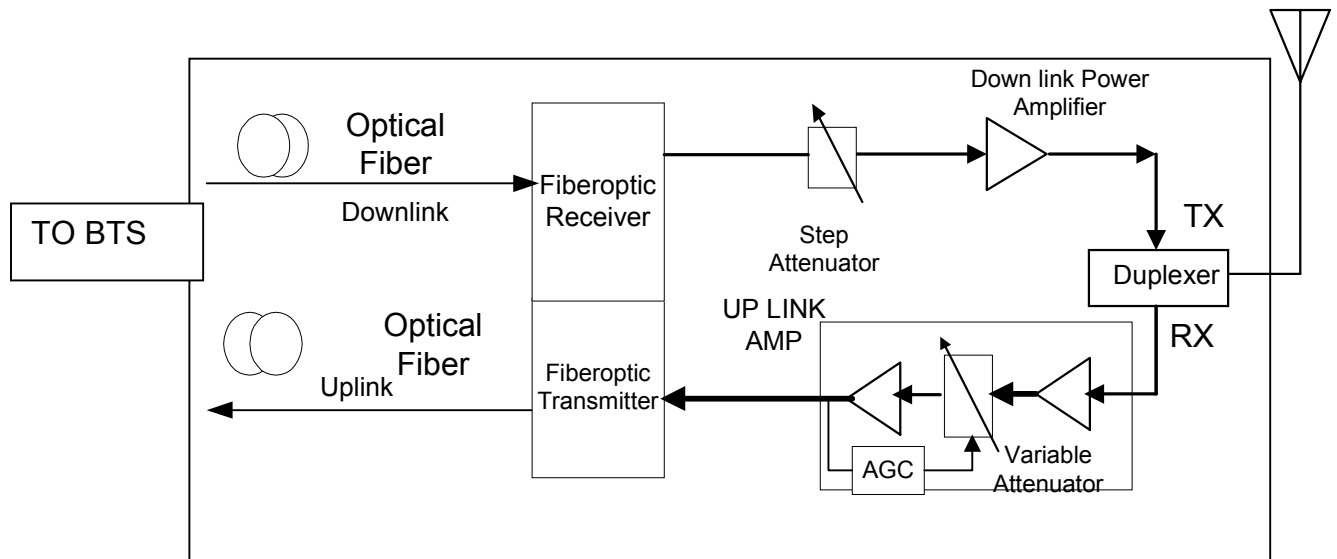 Down link Power
Amplifier
Optical
Fiber
Downlink
Fiberoptic
Receiver
TO BTS
Step
Attenuator
TX
Duplexer
RX
UP LINK
AMP
Optical
Fiber
Uplink
Fiberoptic
Transmitter
AGC
Variable
Attenuator